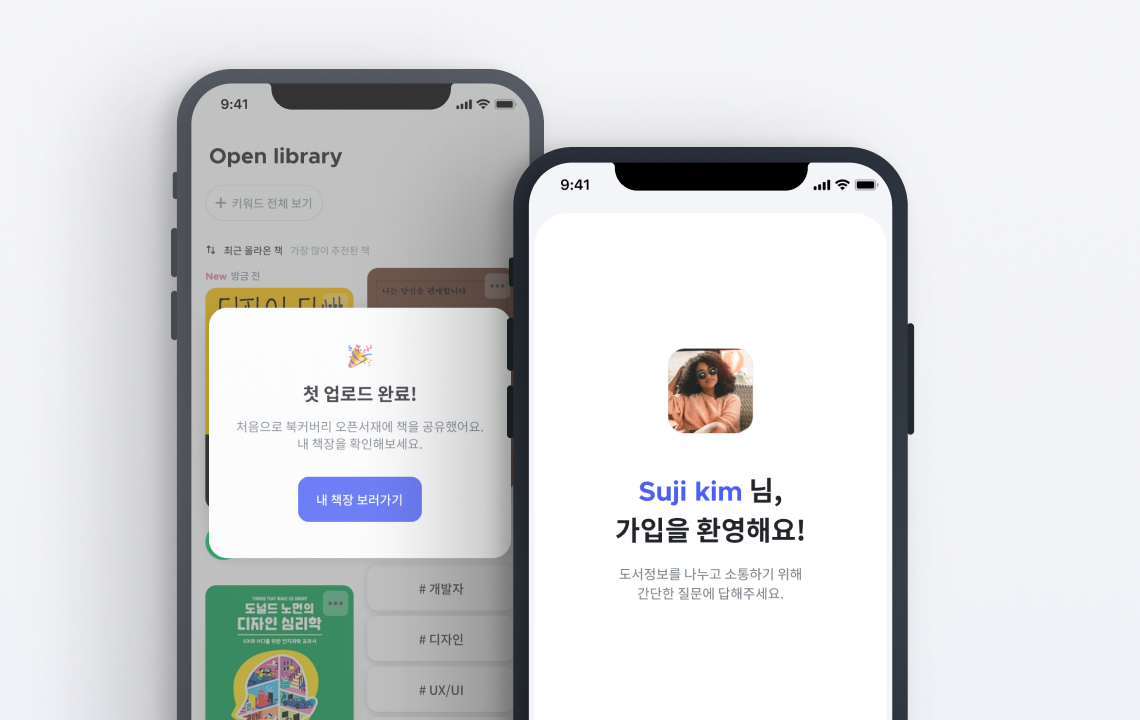 9:41
Open library
+ 키워드 전체 보기
최근 올라온 책 가장 많이 추천된 책
New 방금 전
나는 당신을 편애합니다
첫 업로드 완료!
처음으로 북커버리 오픈서재에 책을 공유했어요.
내 책장을 확인해보세요.
내 책장 보러가기
THINGS THAT MAKE US SMART
도널드 노먼의
디자인 심리학
UX와 HCI를 위한 인지과학 교과서
# 개발자
# 디자인
# UX/UI
9:41
Suji kim 님,
가입을 환영해요!
도서정보를 나누고 소통하기 위해
간단한 질문에 답해주세요.